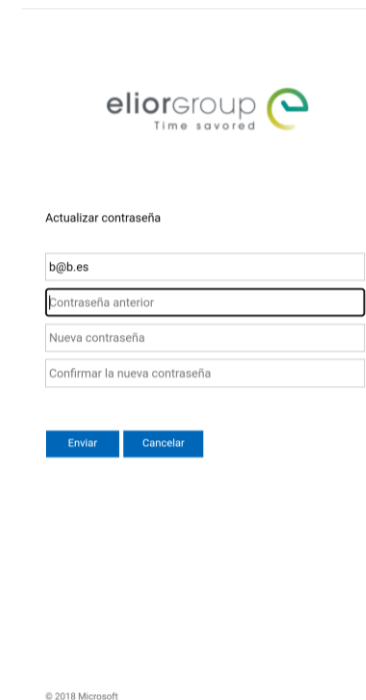 eliorGroup
Time savored
Actualizar contraseña
b@b.es
Contraseña anterior
Nueva contraseña
Confirmar la nueva contraseña
Enviar Cancelar
© 2018 Microsoft